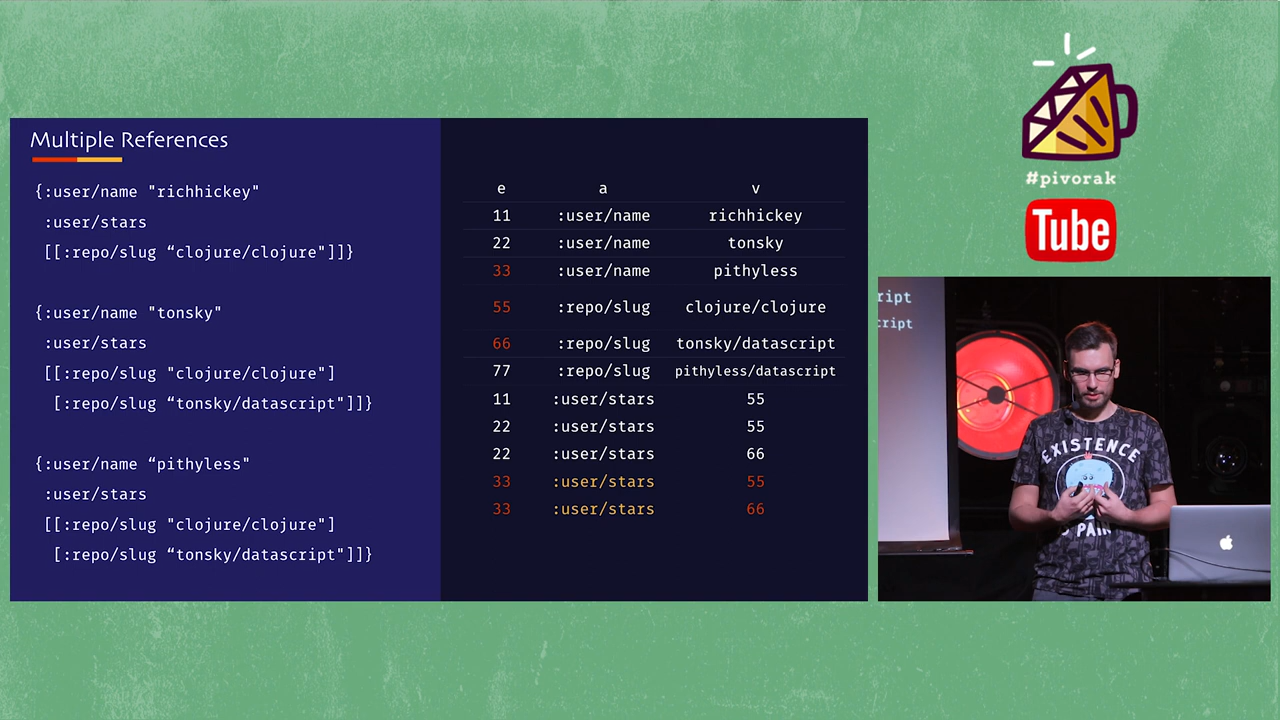 Multiple References
{:user/name "richhickey"
:user/stars
[[:repo/slug “clojure/clojure"]]}
{:user/name "tonsky"
:user/stars
[[:repo/slug "clojure/clojure"]
[:repo/slug “tonsky/datascript"]]}
{:user/name “pithyless"
:user/stars
[[:repo/slug "clojure/clojure"]
[:repo/slug “tonsky/datascript"]]}
e a v
11 :user/name richhickey
22 :user/name tonsky
33 :user/name pithyless
55 :repo/slug clojure/clojure
66 :repo/slug tonsky/datascript
77 :repo/slug pithyless/datascript
11 :user/stars 55
22 :user/stars 55
22 :user/stars 66
33 :user/stars 55
33 :user/stars 66
#pivorak
Tube
ript
cript
EXISTENCE
PAIN